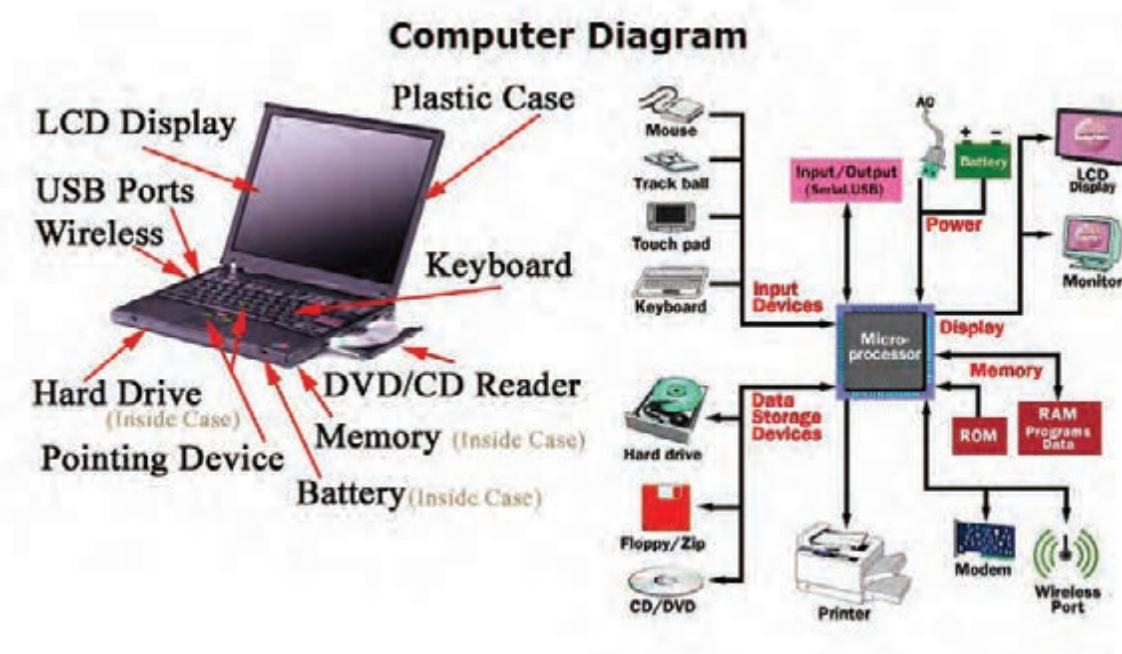 Computer Diagram
LCD Display
Plastic Case
USB Ports
Wireless
Keyboard
Hard Drive
(Inside Case)
DVD/CD Reader
Memory (Inside Case)
Pointing Device
Battery (Inside Case)
Mouse
Track ball
Touch pad
Keyboard
Input
Devices
Input/Output
(Serial,USB)
AC
+ −
Battery
Power
LCD
Display
Monitor
Micro-
processor
Display
Memory
ROM
RAM
Programs
Data
Data
Storage
Devices
Hard drive
Floppy/Zip
CD/DVD
Printer
Modem
Wireless
Port